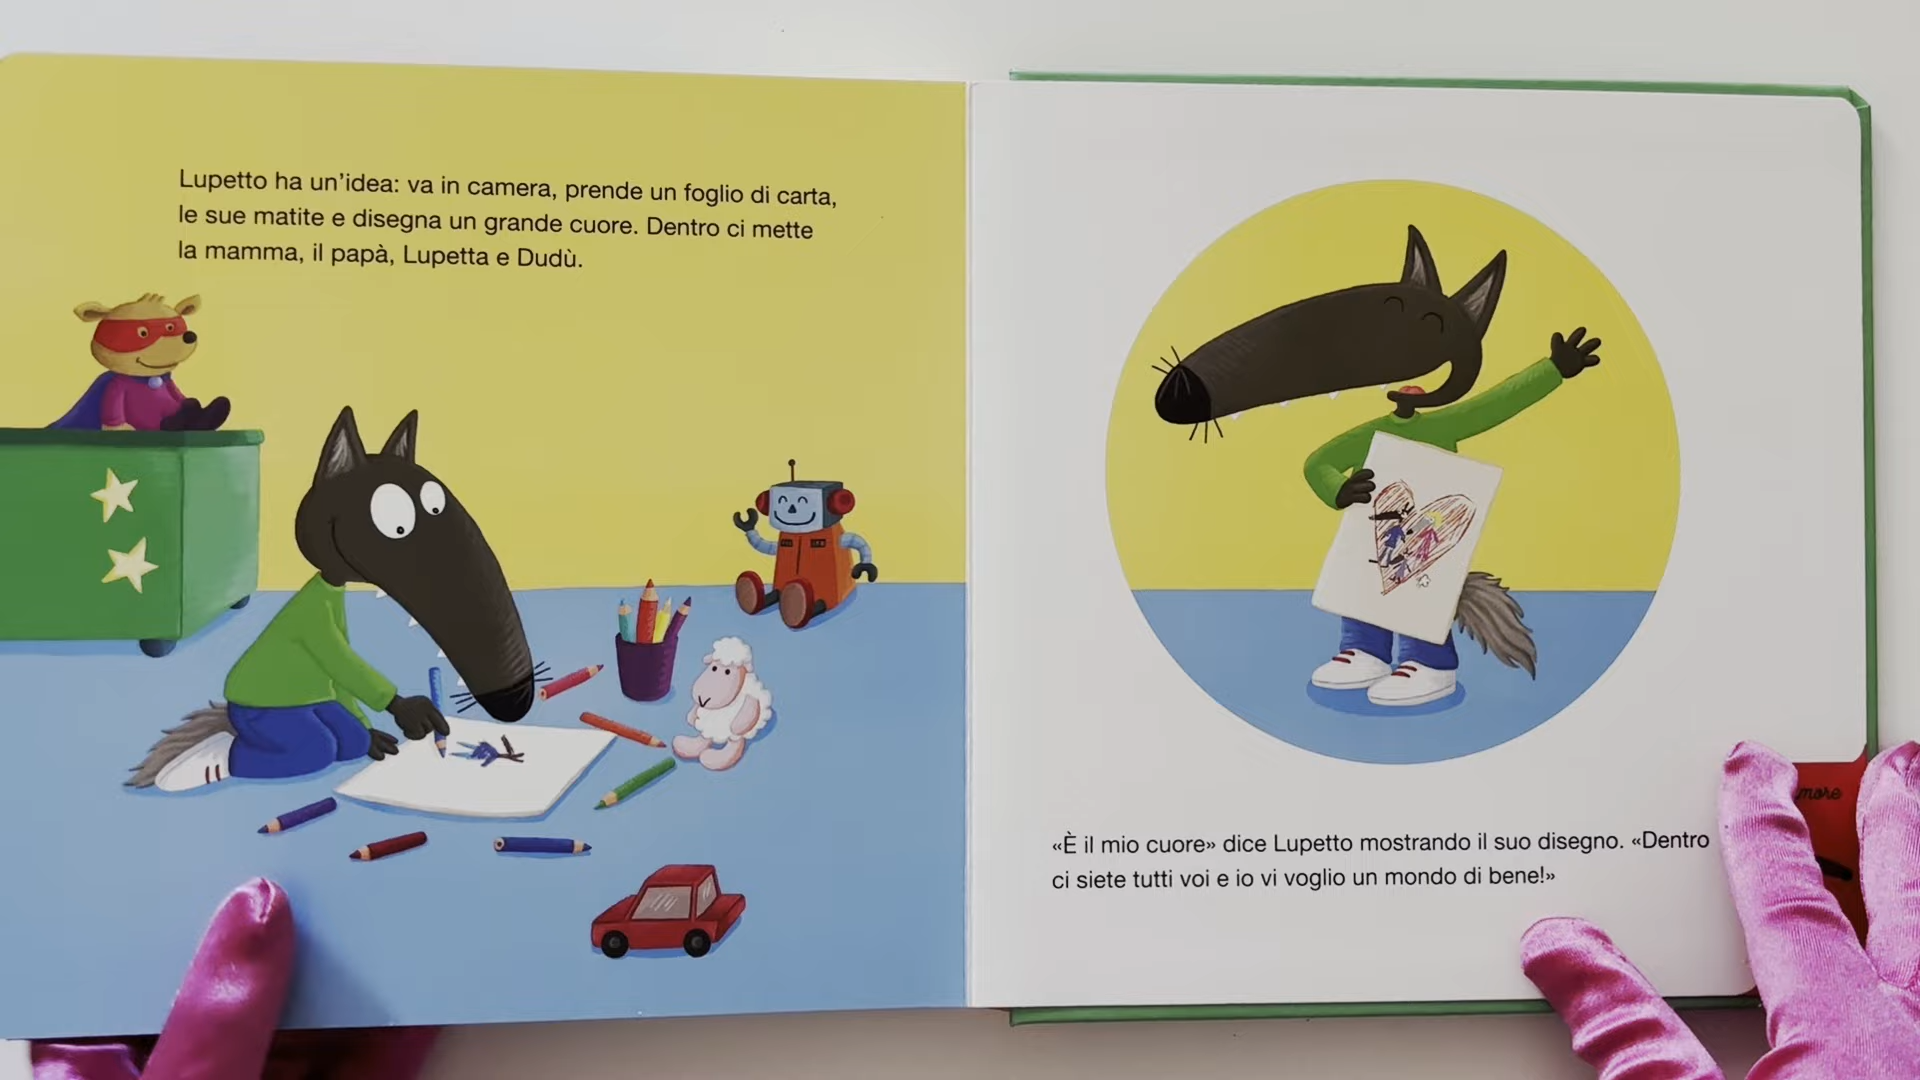 Lupetto ha un'idea: va in camera, prende un foglio di carta,
le sue matite e disegna un grande cuore. Dentro ci mette
la mamma, il papà, Lupetta e Dudù.
«È il mio cuore» dice Lupetto mostrando il suo disegno. «Dentro
ci siete tutti voi e io vi voglio un mondo di bene!»